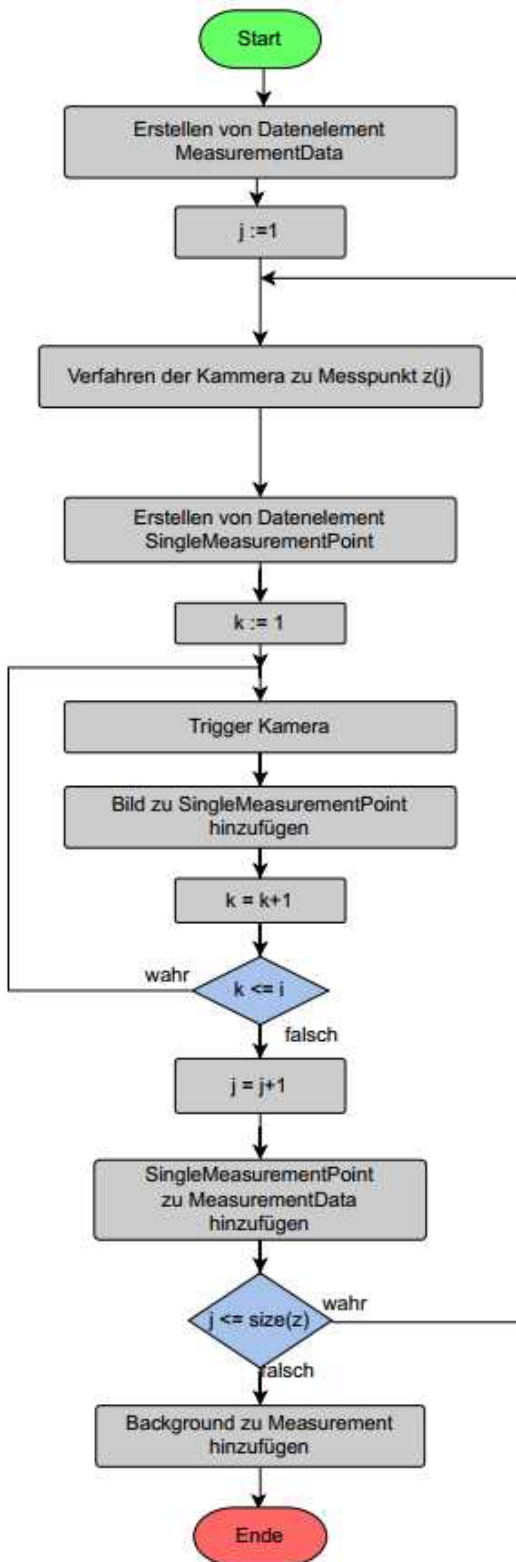 Start
Erstellen von Datenelement
MeasurementData
j :=1
Verfahren der Kammera zu Messpunkt z(j)
Erstellen von Datenelement
SingleMeasurementPoint
k := 1
Trigger Kamera
Bild zu SingleMeasurementPoint
hinzufügen
k = k+1
wahr
k <= i
falsch
j = j+1
SingleMeasurementPoint
zu MeasurementData
hinzufügen
j <= size(z)
wahr
falsch
Background zu Measurement
hinzufügen
Ende